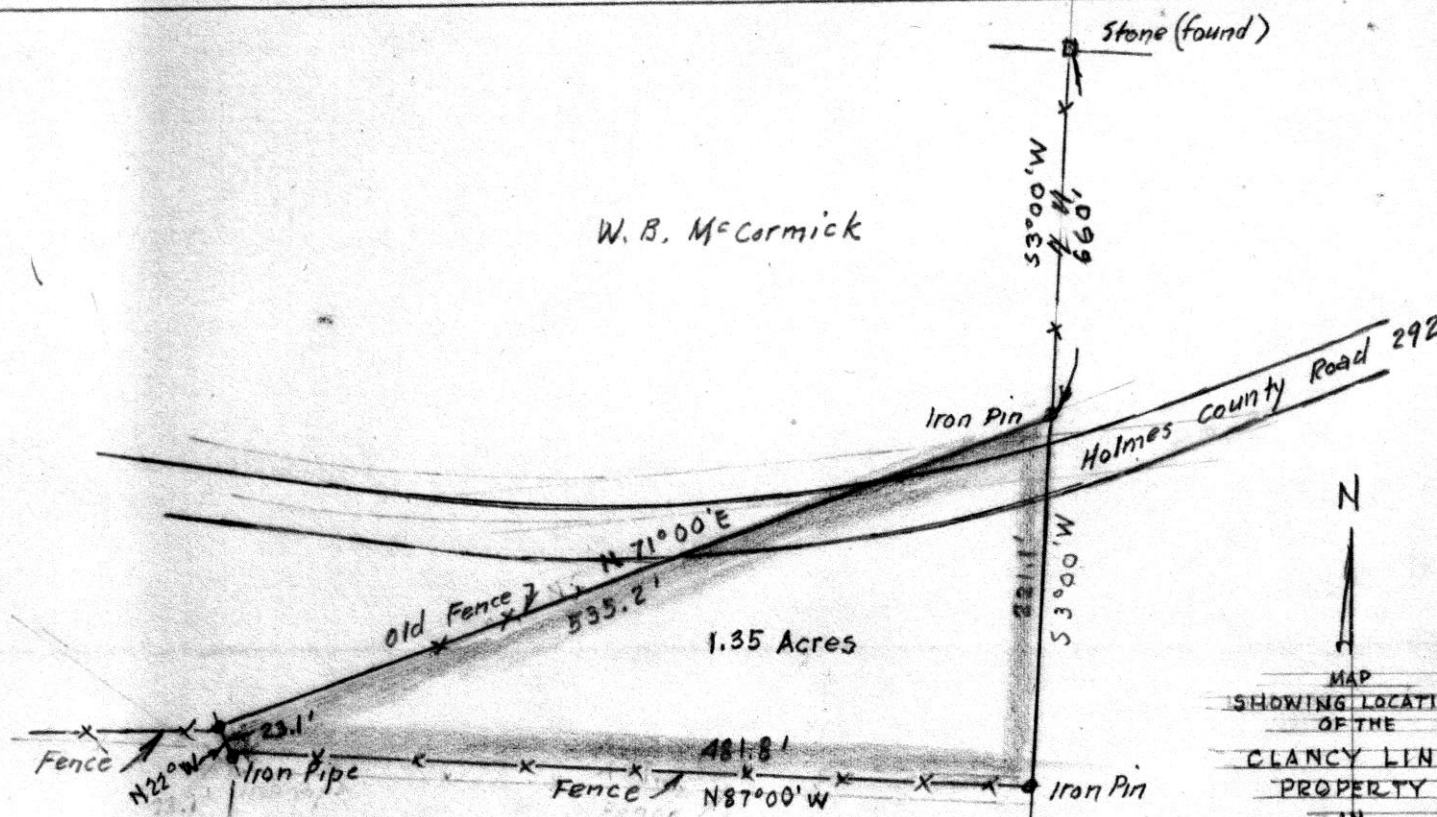 Stone (found)
S3°00'W
660'
W. B. McCormick
Iron Pin
Holmes County Road 292
N
N 71°00'E
Old Fence
535.2'
221.1'
S3°00'W
1.35 Acres
MAP
SHOWING LOCATI
OF THE
CLANCY LIN
PROPERTY
23.1'
481.8'
Fence
N22°W
Iron Pipe
Fence
N87°00'W
Iron Pin